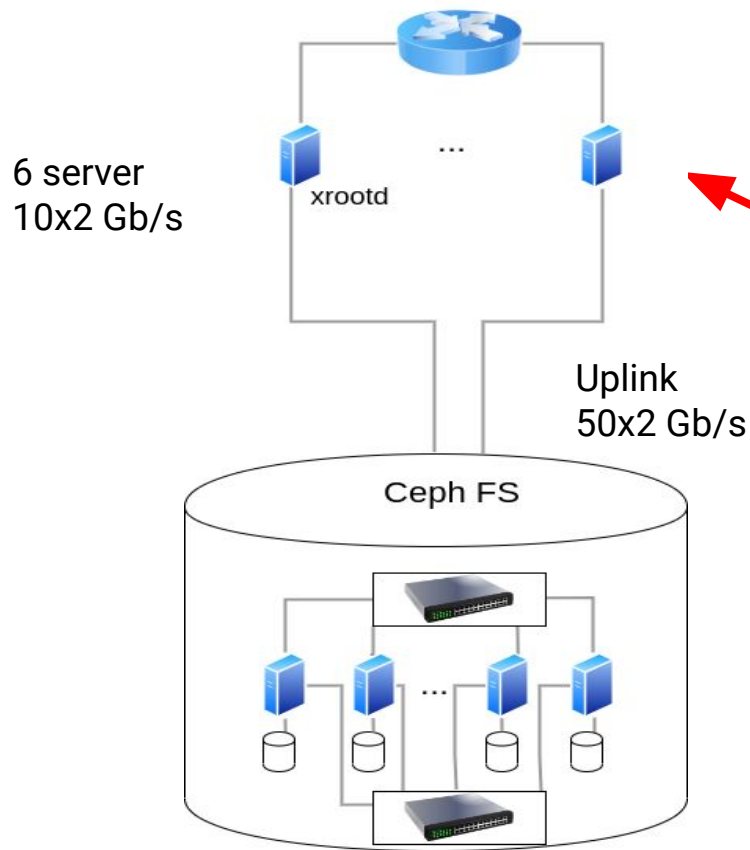 ...
6 server
10x2 Gb/s
xrootd
Uplink
50x2 Gb/s
Ceph FS
...